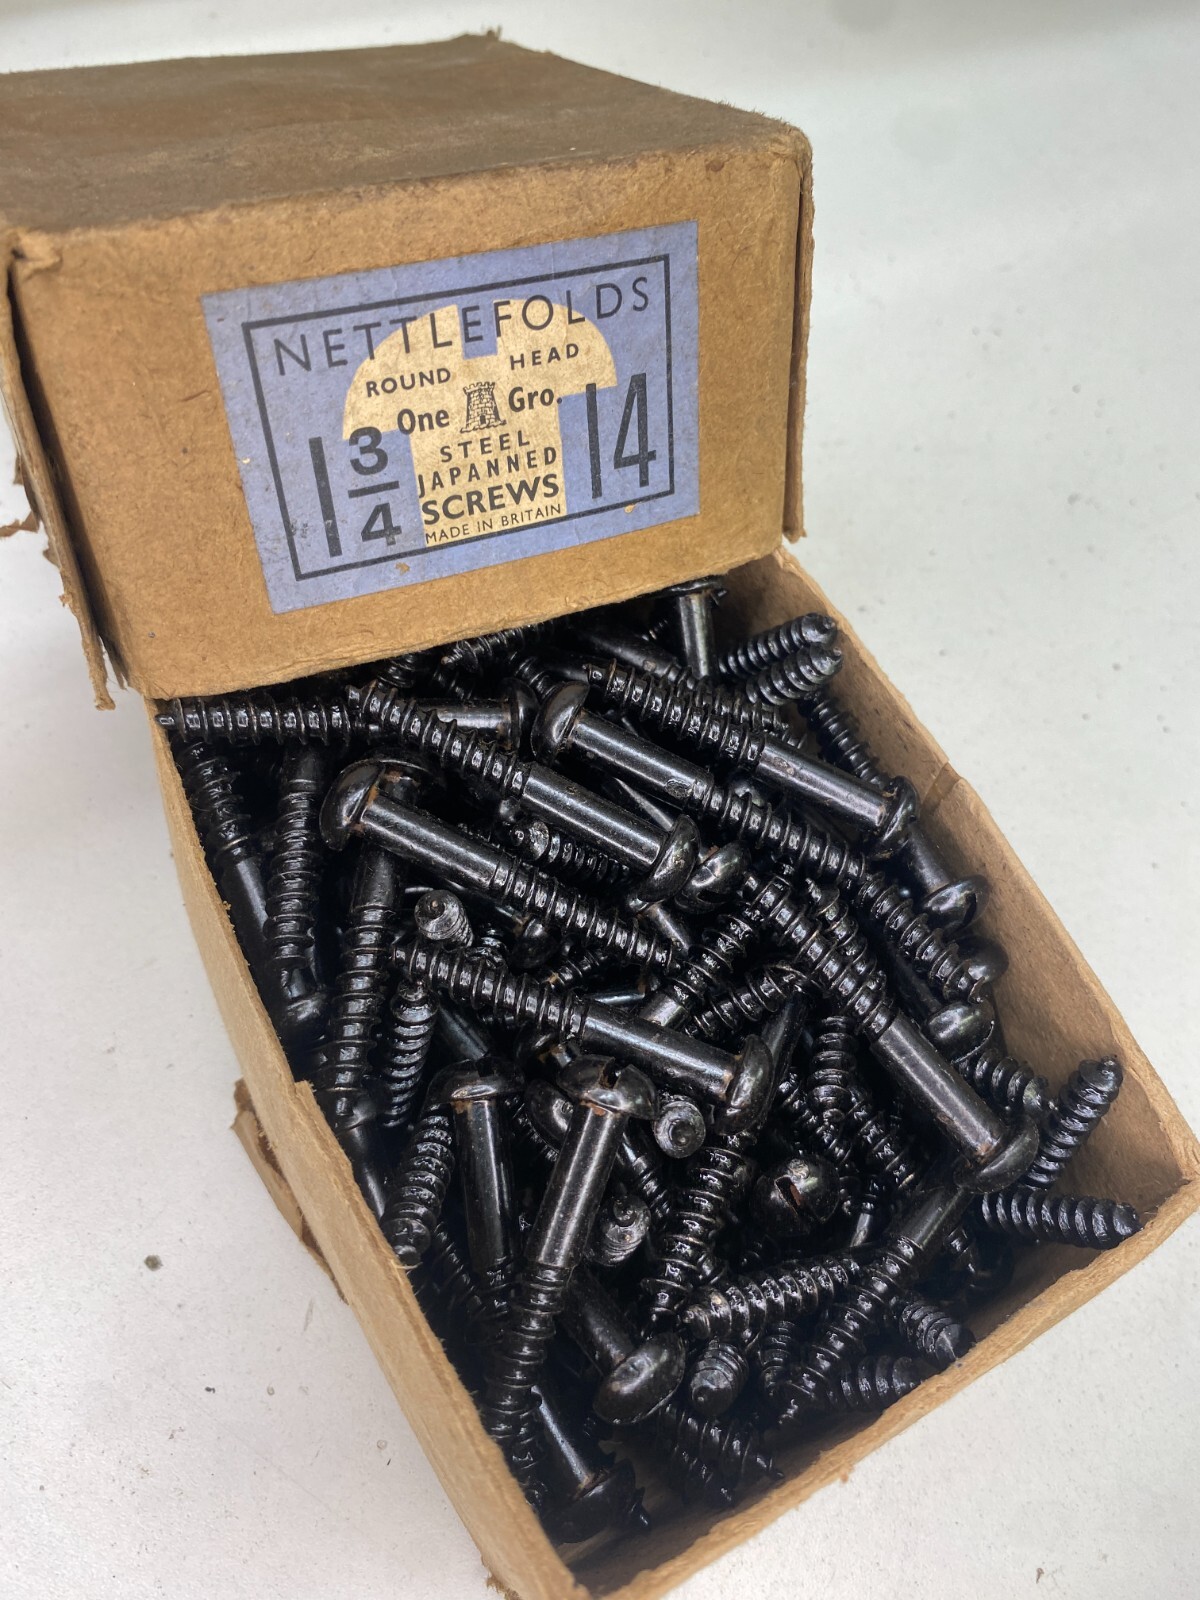 NETTLEFOLDS
ROUND HEAD
One Gro.
1 3/4 14
STEEL
JAPANNED
SCREWS
MADE IN BRITAIN